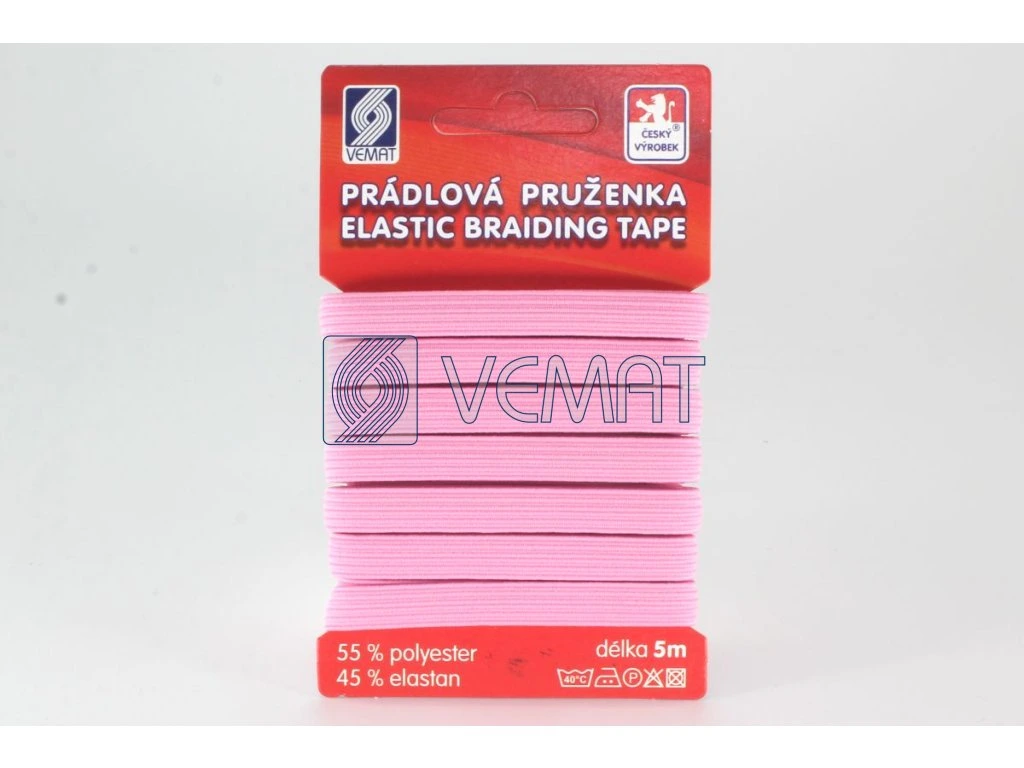 VEMAT
ČESKÝ®
VÝROBEK
PRÁDLOVÁ PRUŽENKA
ELASTIC BRAIDING TAPE
VEMAT
55 % polyester
45 % elastan
délka 5m
40°C P